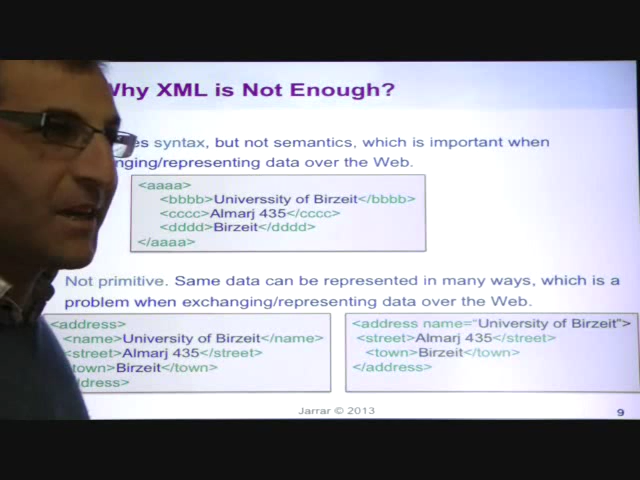 Why XML is Not Enough?
es syntax, but not semantics, which is important when
nging/representing data over the Web.
<aaaa>
<bbbb>Universsity of Birzeit</bbbb>
<cccc>Almarj 435</cccc>
<dddd>Birzeit</dddd>
</aaaa>
Not primitive. Same data can be represented in many ways, which is a
problem when exchanging/representing data over the Web.
<address>
<name>University of Birzeit</name>
<street>Almarj 435</street>
town>Birzeit</town>
ddress>
<address name="University of Birzeit">
<street>Almarj 435</street>
<town>Birzeit</town>
</address>
Jarrar © 2013
9